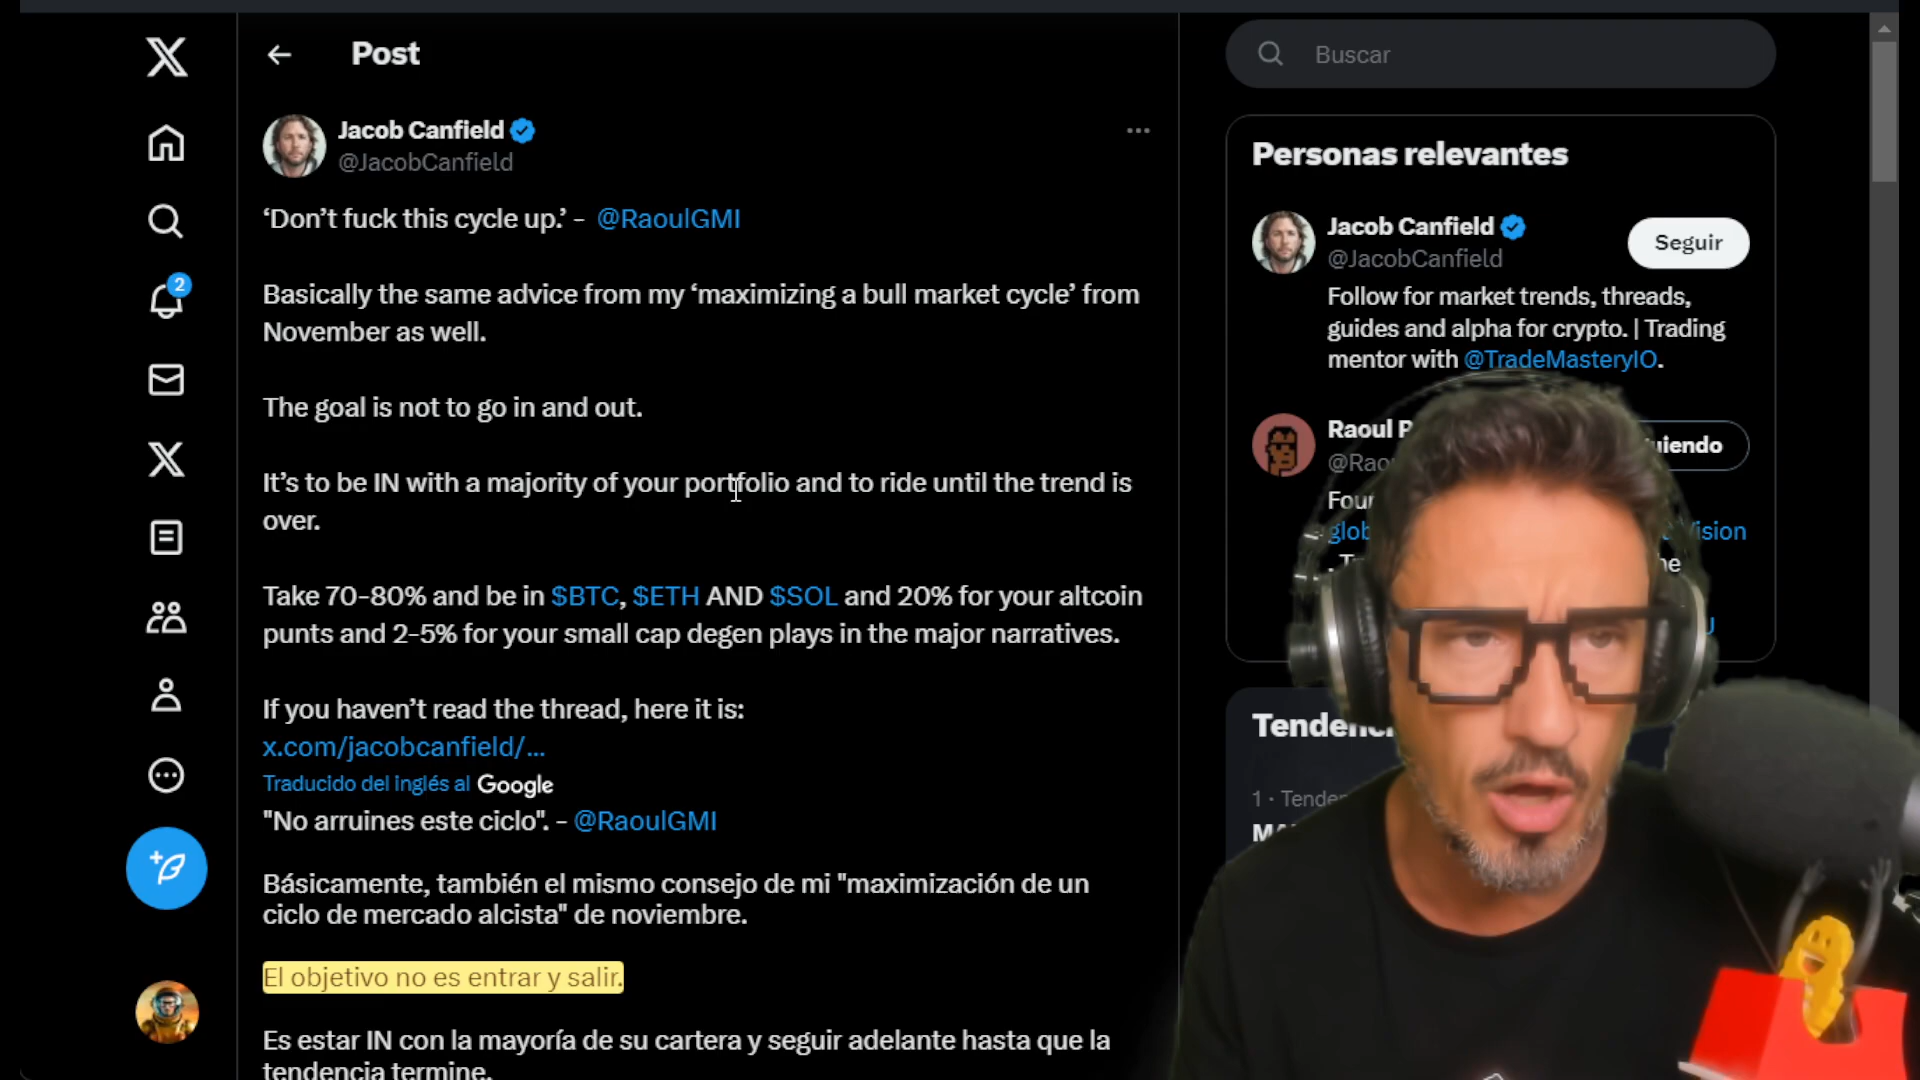 Post
Jacob Canfield
@JacobCanfield
‘Don’t fuck this cycle up.’ - @RaoulGMI
Basically the same advice from my ‘maximizing a bull market cycle’ from
November as well.
The goal is not to go in and out.
It’s to be IN with a majority of your portfolio and to ride until the trend is
over.
Take 70-80% and be in $BTC, $ETH AND $SOL and 20% for your altcoin
punts and 2-5% for your small cap degen plays in the major narratives.
If you haven’t read the thread, here it is:
x.com/jacobcanfield/...
Traducido del inglés al Google
"No arruines este ciclo". - @RaoulGMI
Básicamente, también el mismo consejo de mi "maximización de un
ciclo de mercado alcista" de noviembre.
El objetivo no es entrar y salir.
Es estar IN con la mayoría de su cartera y seguir adelante hasta que la
tendencia termine.
2
Buscar
Personas relevantes
Jacob Canfield
@JacobCanfield
Seguir
Follow for market trends, threads,
guides and alpha for crypto. | Trading
mentor with @TradeMasteryIO.
Raoul